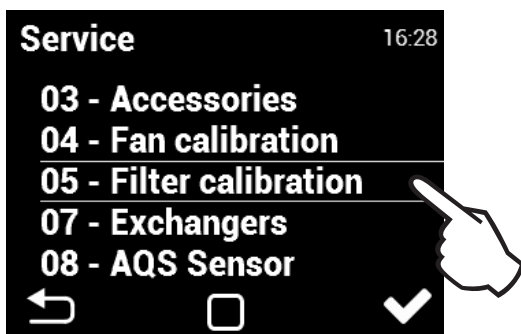 Service 16:28
03 - Accessories
04 - Fan calibration
05 - Filter calibration
07 - Exchangers
08 - AQS Sensor